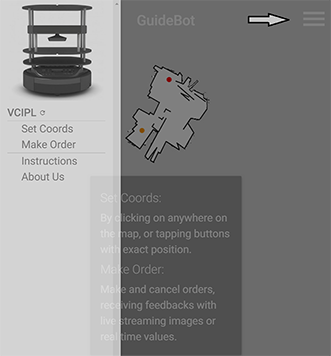 GuideBot
VCIPL
Set Coords
Make Order
Instructions
About Us
Set Coords:
By clicking on anywhere on
the map, or tapping buttons
with exact position.
Make Order:
Make and cancel orders,
receiving feedbacks with
live streaming images or
real time values.